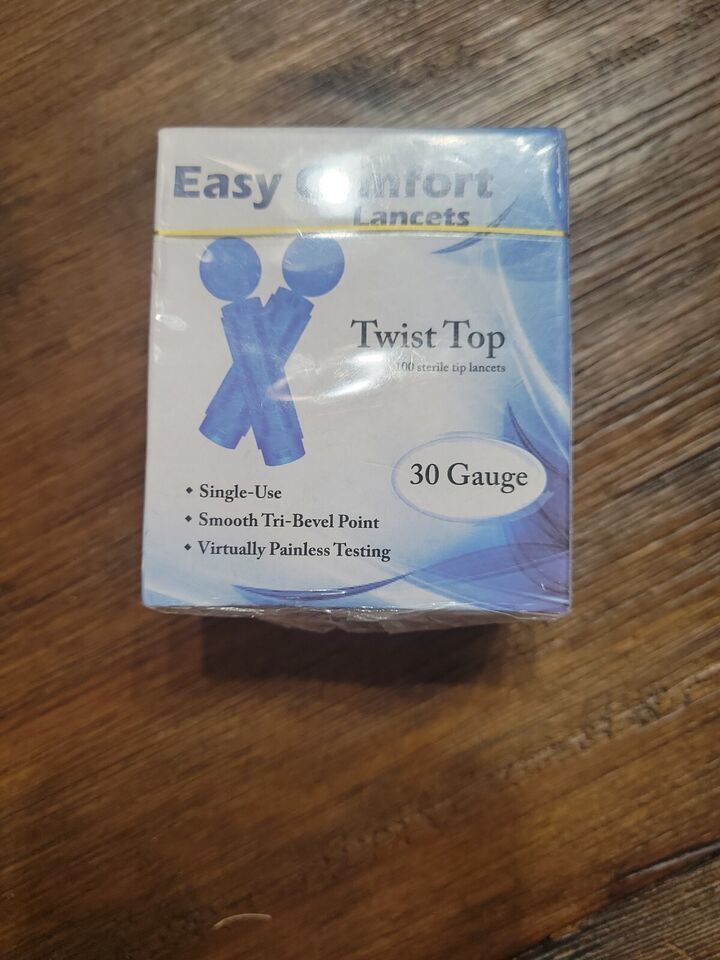 Easy Comfort
Lancets
Twist Top
100 sterile tip lancets
30 Gauge
Single-Use
Smooth Tri-Bevel Point
Virtually Painless Testing